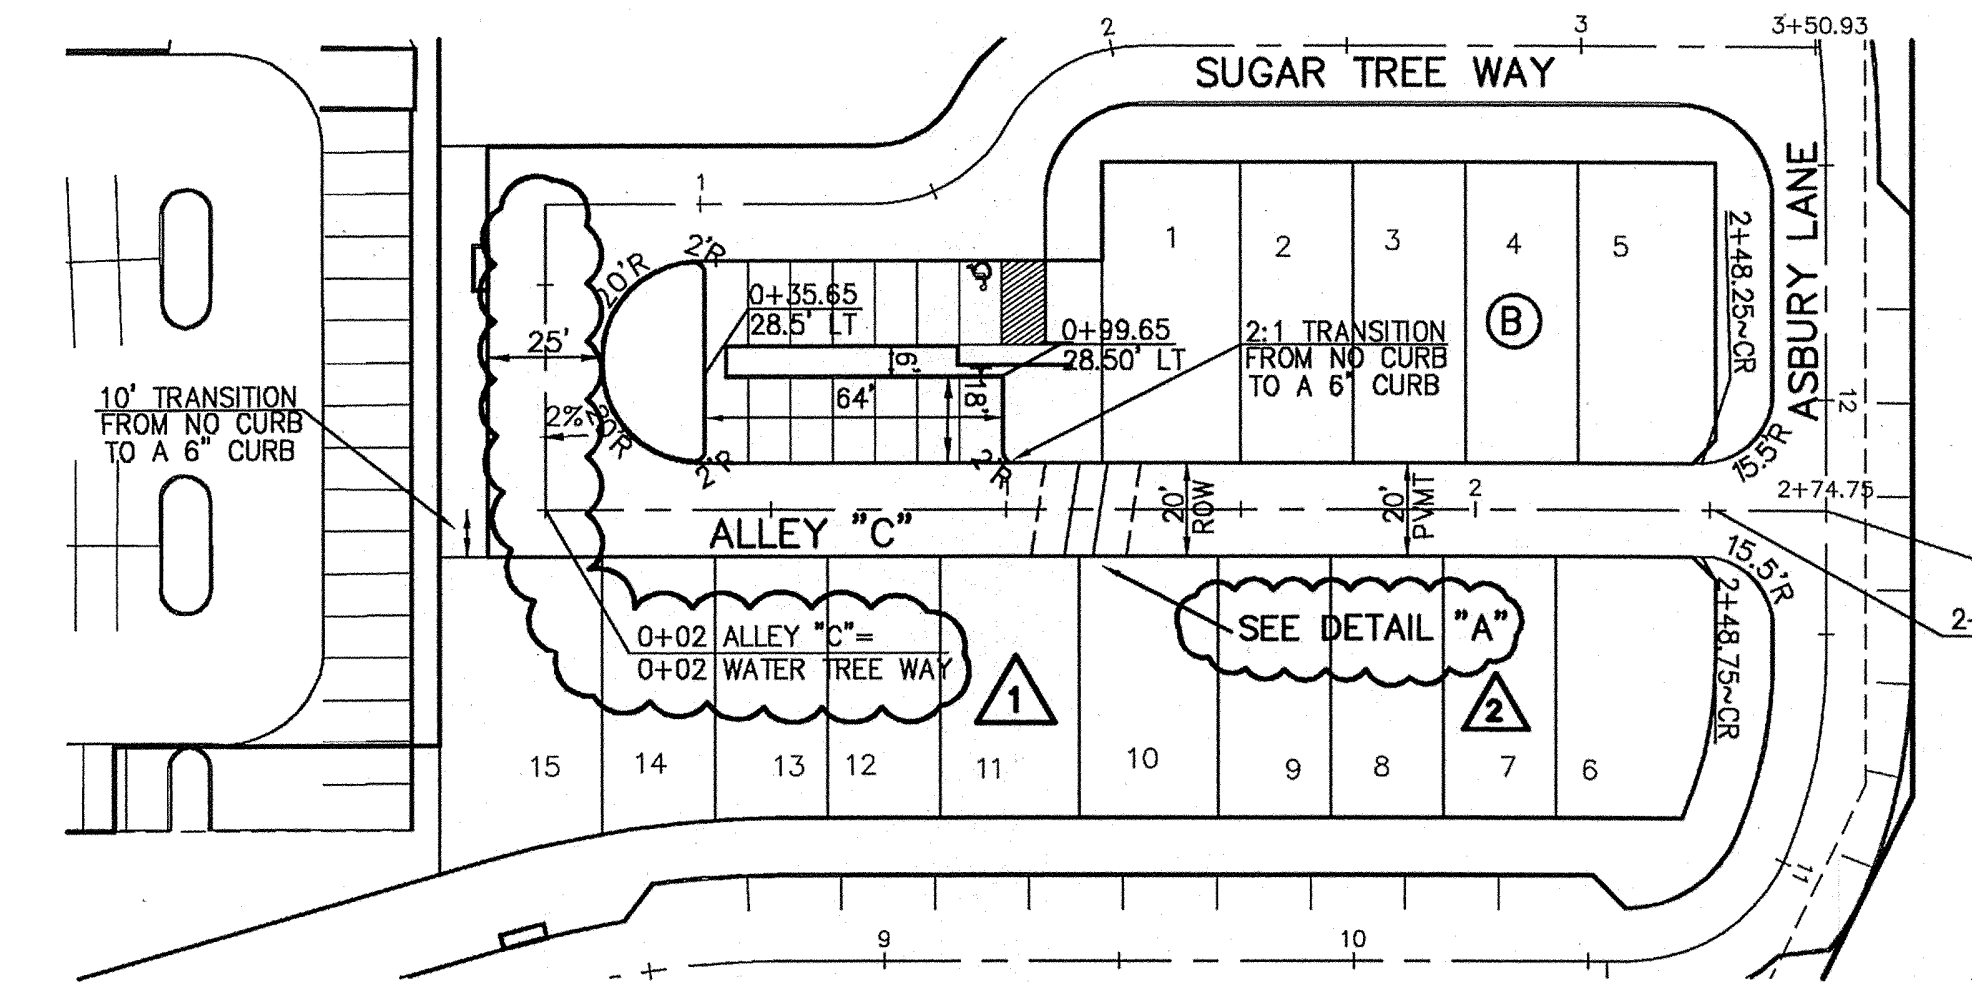 2
3
3+50.93
SUGAR TREE WAY
ASBURY LANE
1
2'R
20'R
0+35.65
28.5' LT
0+99.65
28.50' LT
2:1 TRANSITION
FROM NO CURB
TO A 6" CURB
1
2
3
4
5
B
2+48.25~CR
12
25'
6'
64'
18'
10' TRANSITION
FROM NO CURB
TO A 6" CURB
2%
20'R
2'R
2'R
15.5'R
2+74.75
ALLEY "C"
20'
ROW
20'
PVMT
2
15.5'R
2+48.75~CR
2-
0+02 ALLEY "C"=
0+02 WATER TREE WAY
1
SEE DETAIL "A"
2
15
14
13
12
11
10
9
8
7
6
11
9
10